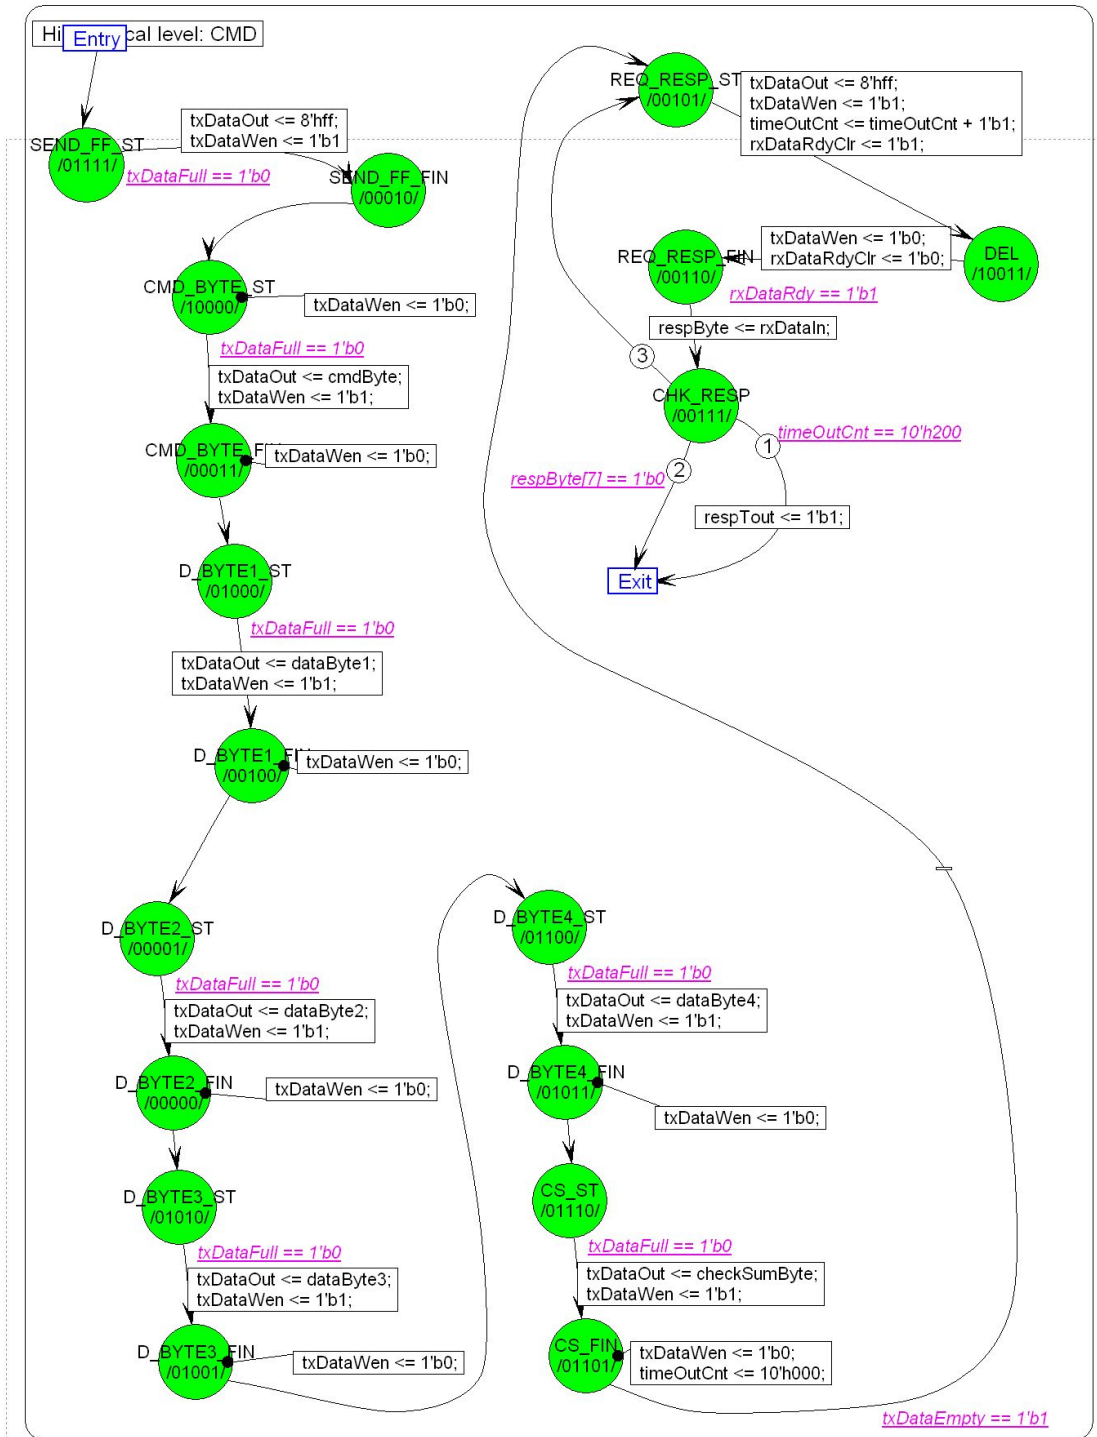 Hi cal level: CMD
Entry
SEND_FF_ST
/01111/
txDataOut <= 8'hff;
txDataWen <= 1'b1
txDataFull == 1'b0
SEND_FF_FIN
/00010/
CMD_BYTE_ST
/10000/
txDataWen <= 1'b0;
txDataFull == 1'b0
txDataOut <= cmdByte;
txDataWen <= 1'b1;
CMD_BYTE_FIN
/00011/
txDataWen <= 1'b0;
D_BYTE1_ST
/01000/
txDataFull == 1'b0
txDataOut <= dataByte1;
txDataWen <= 1'b1;
D_BYTE1_FIN
/00100/
txDataWen <= 1'b0;
D_BYTE2_ST
/00001/
txDataFull == 1'b0
txDataOut <= dataByte2;
txDataWen <= 1'b1;
D_BYTE2_FIN
/00000/
txDataWen <= 1'b0;
D_BYTE3_ST
/01010/
txDataFull == 1'b0
txDataOut <= dataByte3;
txDataWen <= 1'b1;
D_BYTE3_FIN
/01001/
txDataWen <= 1'b0;
D_BYTE4_ST
/01100/
txDataFull == 1'b0
txDataOut <= dataByte4;
txDataWen <= 1'b1;
D_BYTE4_FIN
/01011/
txDataWen <= 1'b0;
CS_ST
/01110/
txDataFull == 1'b0
txDataOut <= checkSumByte;
txDataWen <= 1'b1;
CS_FIN
/01101/
txDataWen <= 1'b0;
timeOutCnt <= 10'h000;
txDataEmpty == 1'b1
REQ_RESP_ST
/00101/
txDataOut <= 8'hff;
txDataWen <= 1'b1;
timeOutCnt <= timeOutCnt + 1'b1;
rxDataRdyClr <= 1'b1;
DEL
/10011/
txDataWen <= 1'b0;
rxDataRdyClr <= 1'b0;
REQ_RESP_FIN
/00110/
rxDataRdy == 1'b1
respByte <= rxDataIn;
3
CHK_RESP
/00111/
1
timeOutCnt == 10'h200
2
respByte[7] == 1'b0
respTout <= 1'b1;
Exit